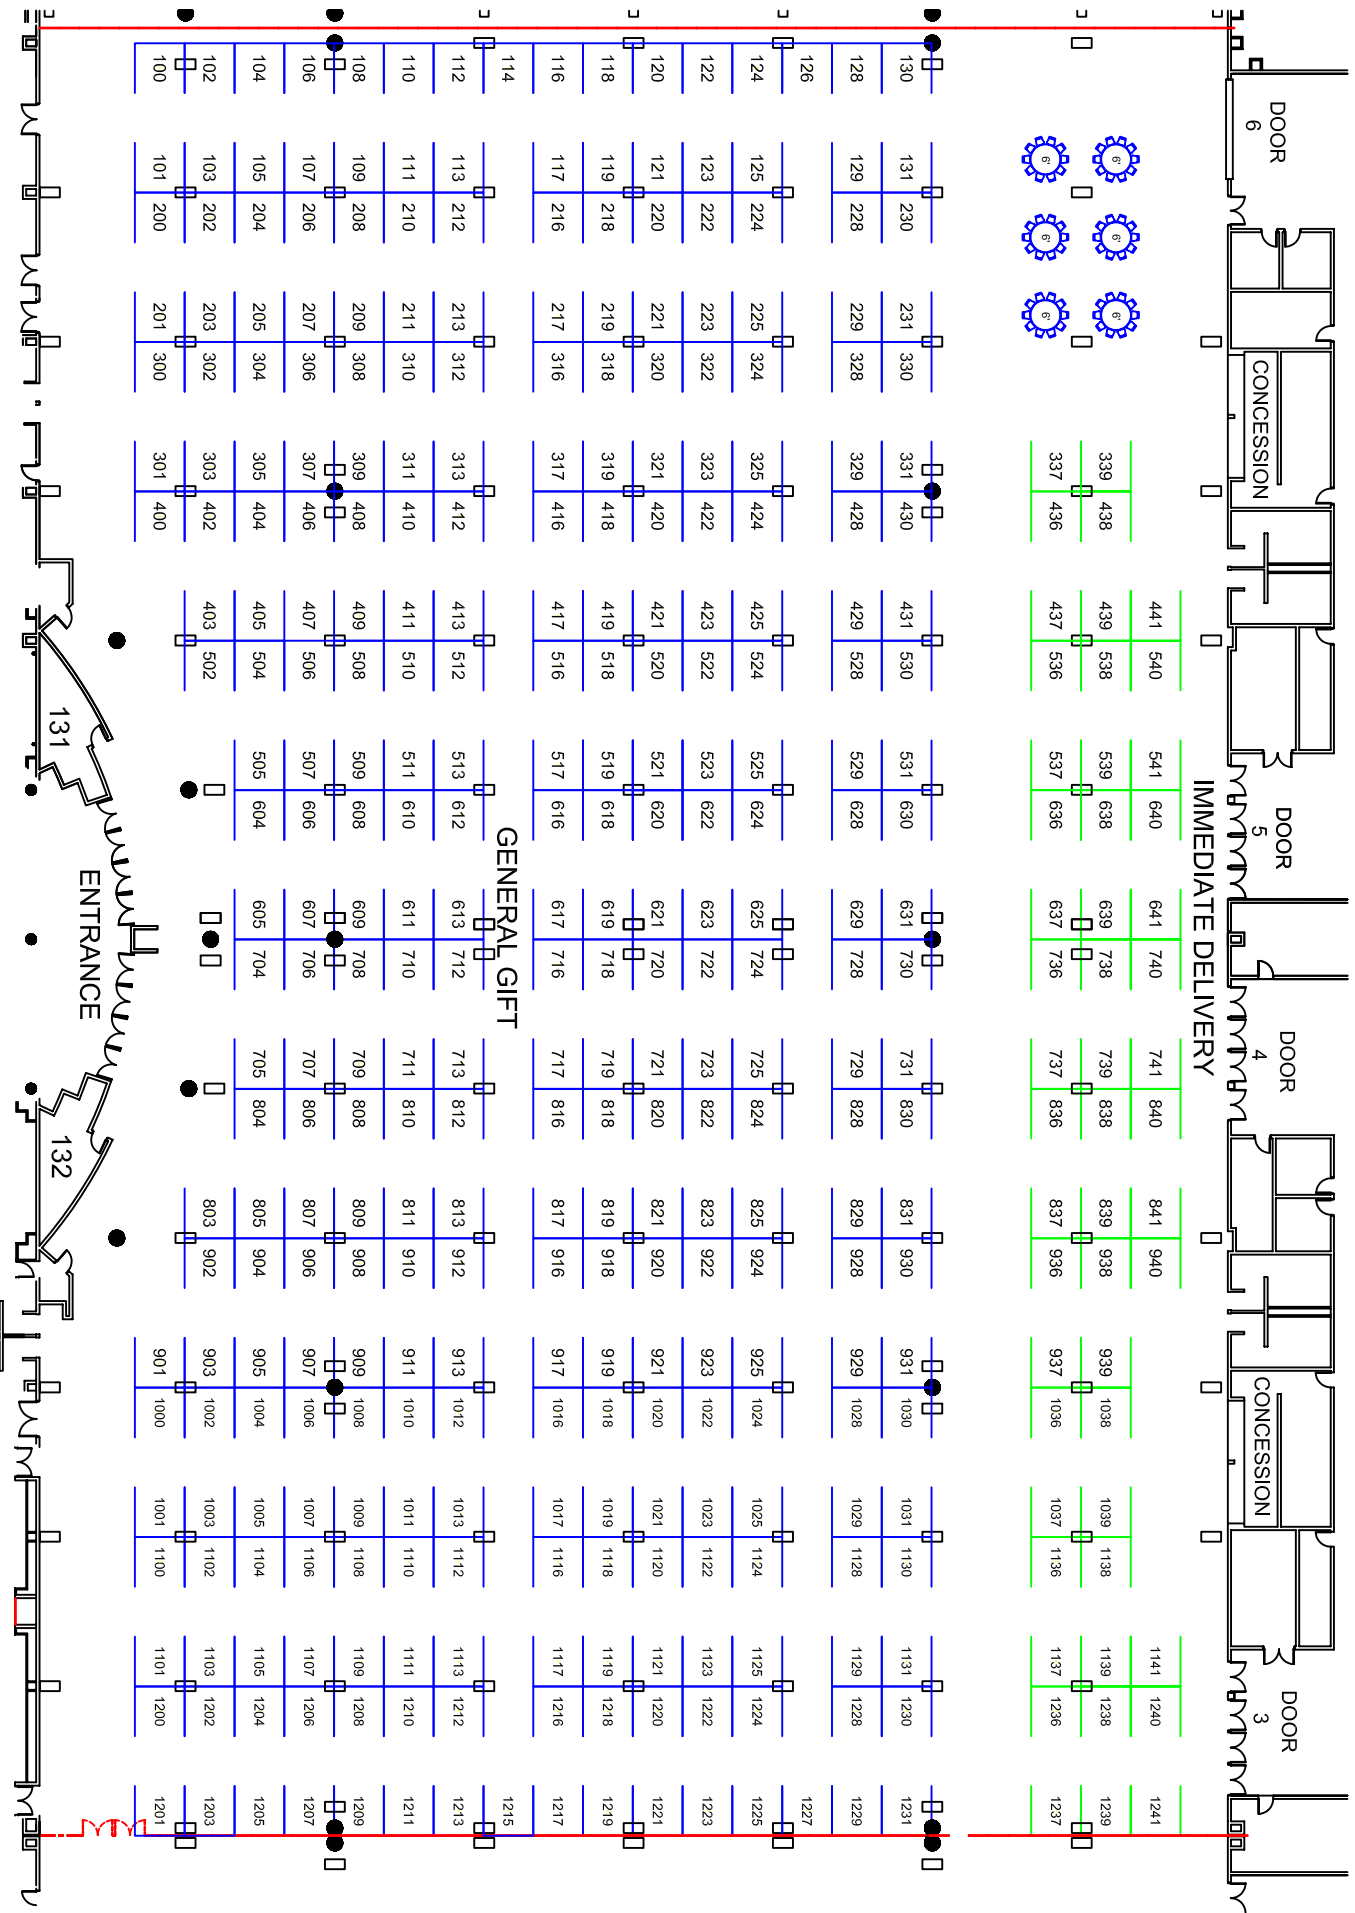 100 102 104 106 108 110 112 114 116 118 120 122 124 126 128 130
DOOR
6
101 103 105 107 109 111 113 117 119 121 123 125 129 131
6' 6'
200 202 204 206 208 210 212 216 218 220 222 224 228 230
6' 6'
201 203 205 207 209 211 213 217 219 221 223 225 229 231
6' 6'
300 302 304 306 308 310 312 316 318 320 322 324 328 330
CONCESSION
301 303 305 307 309 311 313 317 319 321 323 325 329 331 337 339
400 402 404 406 408 410 412 416 418 420 422 424 428 430 436 438
403 405 407 409 411 413 417 419 421 423 425 429 431 437 439 441
502 504 506 508 510 512 516 518 520 522 524 528 530 536 538 540
131
505 507 509 511 513 517 519 521 523 525 529 531 537 539 541
604 606 608 610 612 616 618 620 622 624 628 630 636 638 640
DOOR
5
ENTRANCE
GENERAL GIFT
IMMEDIATE DELIVERY
605 607 609 611 613 617 619 621 623 625 629 631 637 639 641
704 706 708 710 712 716 718 720 722 724 728 730 736 738 740
DOOR
4
705 707 709 711 713 717 719 721 723 725 729 731 737 739 741
804 806 808 810 812 816 818 820 822 824 828 830 836 838 840
132
803 805 807 809 811 813 817 819 821 823 825 829 831 837 839 841
902 904 906 908 910 912 916 918 920 922 924 928 930 936 938 940
901 903 905 907 909 911 913 917 919 921 923 925 929 931 937 939
1000 1002 1004 1006 1008 1010 1012 1016 1018 1020 1022 1024 1028 1030 1036 1038
CONCESSION
1001 1003 1005 1007 1009 1011 1013 1017 1019 1021 1023 1025 1029 1031 1037 1039
1100 1102 1104 1106 1108 1110 1112 1116 1118 1120 1122 1124 1128 1130 1136 1138
1101 1103 1105 1107 1109 1111 1113 1117 1119 1121 1123 1125 1129 1131 1137 1139 1141
1200 1202 1204 1206 1208 1210 1212 1216 1218 1220 1222 1224 1228 1230 1236 1238 1240
DOOR
3
1201 1203 1205 1207 1209 1211 1213 1215 1217 1219 1221 1223 1225 1227 1229 1231 1237 1239 1241